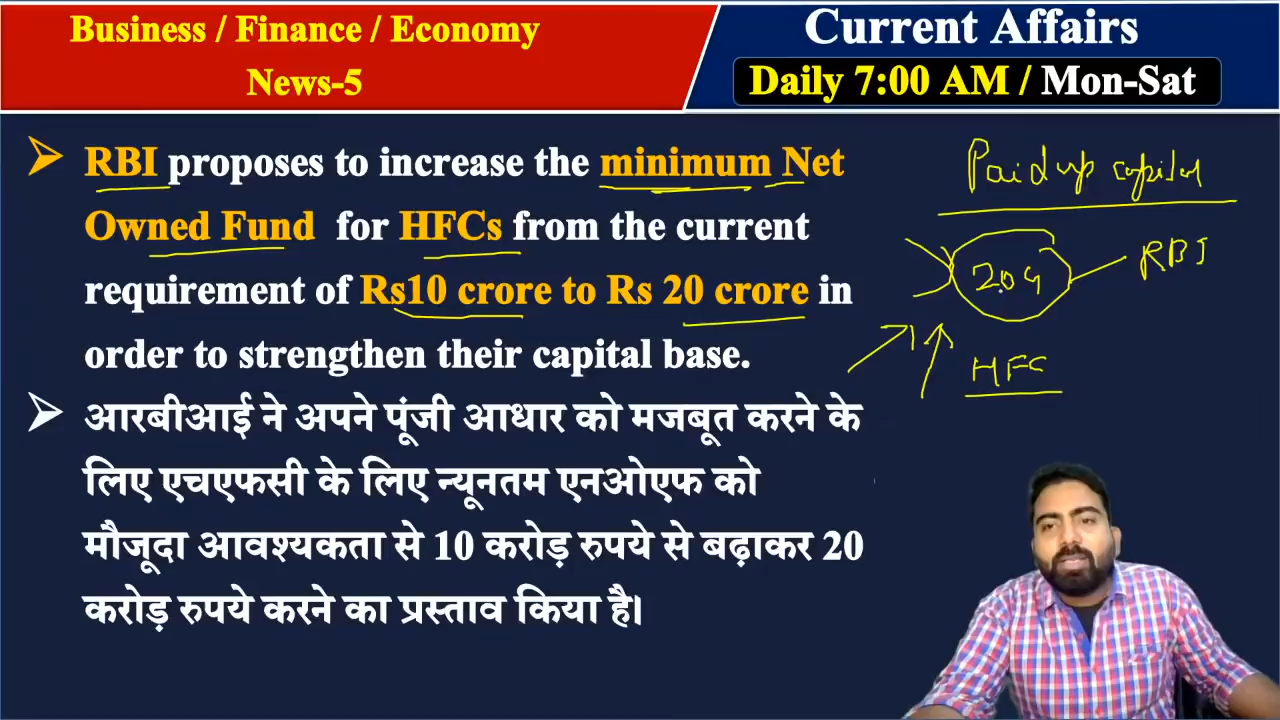 Business / Finance / Economy
News-5
Current Affairs
Daily 7:00 AM / Mon-Sat
➤ RBI proposes to increase the minimum Net
Owned Fund for HFCs from the current
requirement of Rs10 crore to Rs 20 crore in
order to strengthen their capital base.
➤ आरबीआई ने अपने पूंजी आधार को मजबूत करने के
लिए एचएफसी के लिए न्यूनतम एनओएफ को
मौजूदा आवश्यकता से 10 करोड़ रुपये से बढ़ाकर 20
करोड़ रुपये करने का प्रस्ताव किया है।
Paid up capital
RBI
HFC